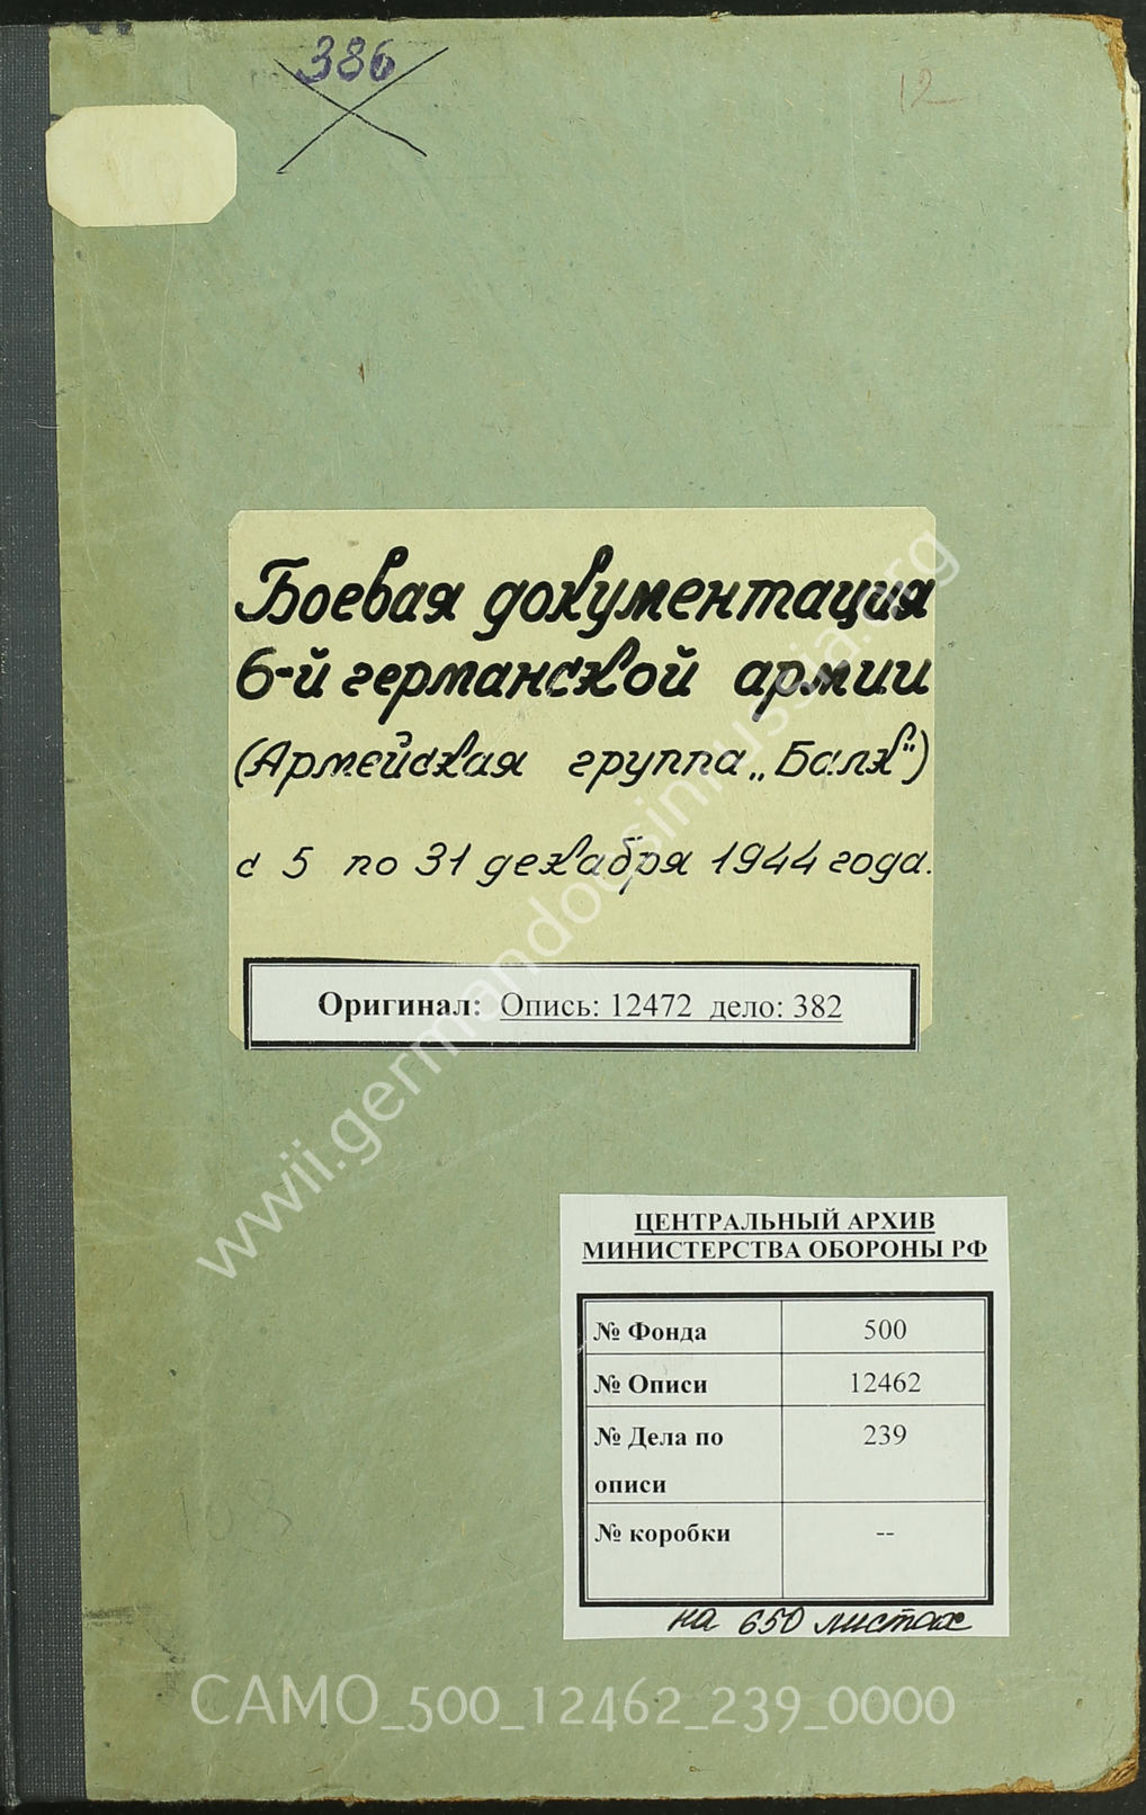 386
12
Боевая документация
6-й германской армии
(Армейская группа „Балк")
с 5 по 31 декабря 1944 года.
Оригинал: Опись: 12472 дело: 382
www.wwii.germandocsinrussia.org
ЦЕНТРАЛЬНЫЙ АРХИВ
МИНИСТЕРСТВА ОБОРОНЫ РФ
№ Фонда 500
№ Описи 12462
№ Дела по 239
описи
№ коробки --
на 650 листах
CAMO_500_12462_239_0000